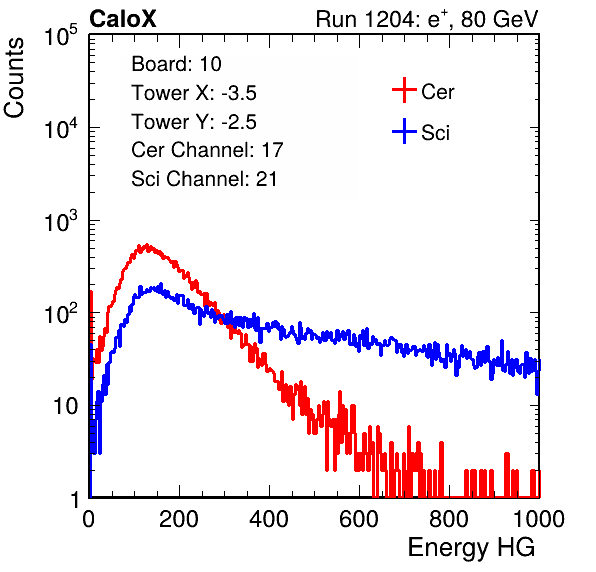 CaloX Run 1204: e⁺, 80 GeV
Counts
Board: 10
Tower X: -3.5
Tower Y: -2.5
Cer Channel: 17
Sci Channel: 21
Cer
Sci
10⁵
10⁴
10³
10²
10
1
0 200 400 600 800 1000
Energy HG